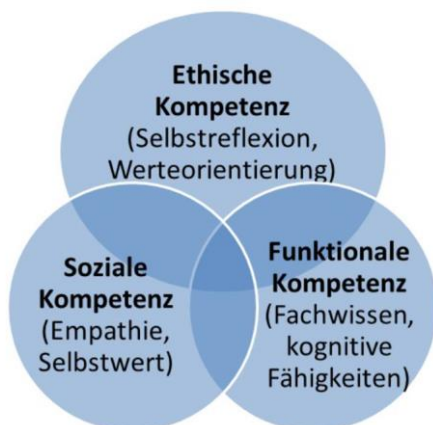 Ethische
Kompetenz
(Selbstreflexion,
Werteorientierung)
Soziale
Kompetenz
(Empathie,
Selbstwert)
Funktionale
Kompetenz
(Fachwissen,
kognitive
Fähigkeiten)